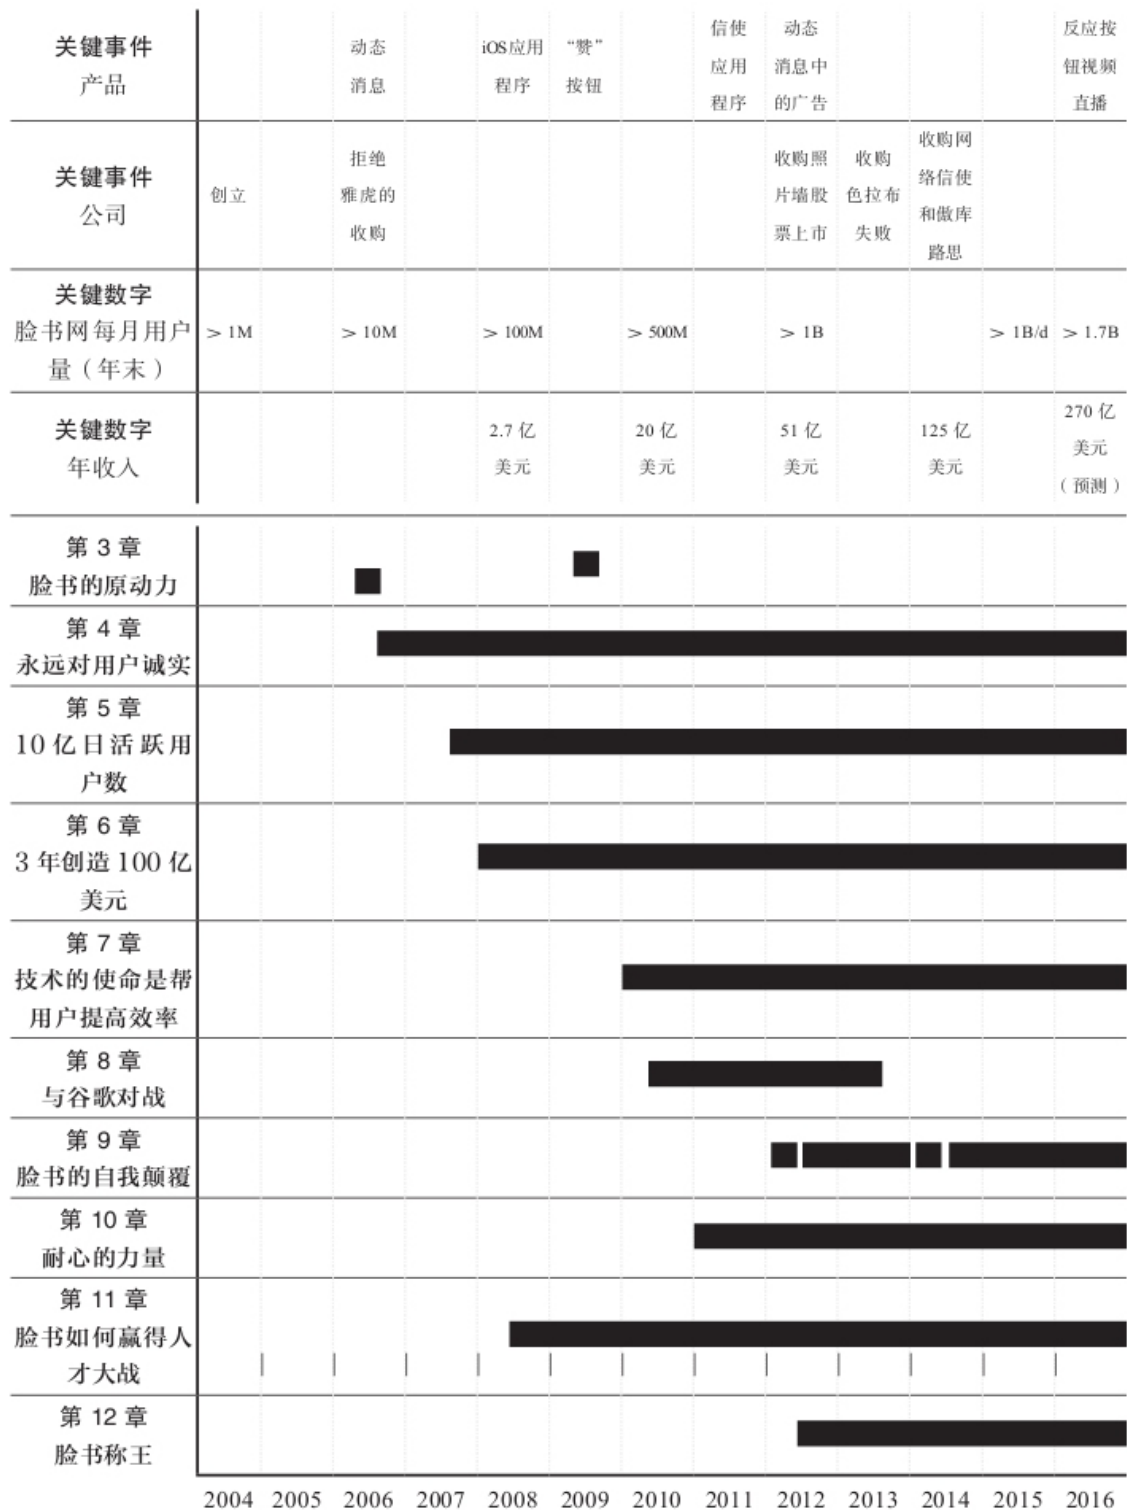 关键事件
产品
动态
消息
iOS应用
程序
“赞”
按钮
信使
应用
程序
动态
消息中
的广告
反应按
钮视频
直播
关键事件
公司
创立
拒绝
雅虎的
收购
收购照
片墙股
票上市
收购
色拉布
失败
收购网
络信使
和傲库
路思
关键数字
脸书网每月用户
量（年末）
> 1M
> 10M
> 100M
> 500M
> 1B
> 1B/d
> 1.7B
关键数字
年收入
2.7 亿
美元
20 亿
美元
51 亿
美元
125 亿
美元
270 亿
美元
（预测）
第 3 章
脸书的原动力
第 4 章
永远对用户诚实
第 5 章
10 亿日活跃用
户数
第 6 章
3 年创造 100 亿
美元
第 7 章
技术的使命是帮
用户提高效率
第 8 章
与谷歌对战
第 9 章
脸书的自我颠覆
第 10 章
耐心的力量
第 11 章
脸书如何赢得人
才大战
第 12 章
脸书称王
2004 2005 2006 2007 2008 2009 2010 2011 2012 2013 2014 2015 2016